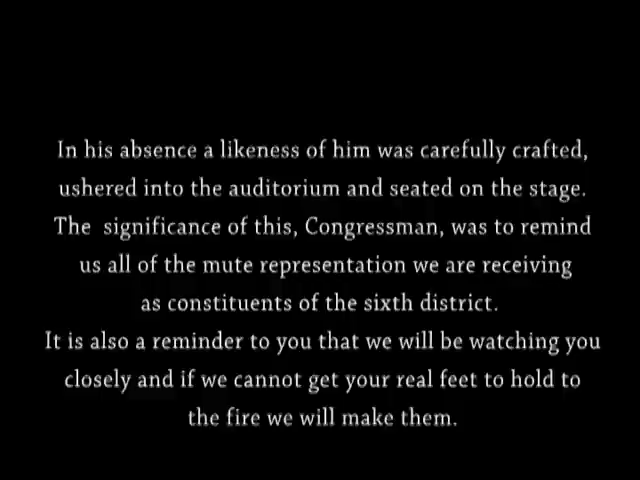 In his absence a likeness of him was carefully crafted,
ushered into the auditorium and seated on the stage.
The  significance of this, Congressman, was to remind
us all of the mute representation we are receiving
as constituents of the sixth district.
It is also a reminder to you that we will be watching you
closely and if we cannot get your real feet to hold to
the fire we will make them.